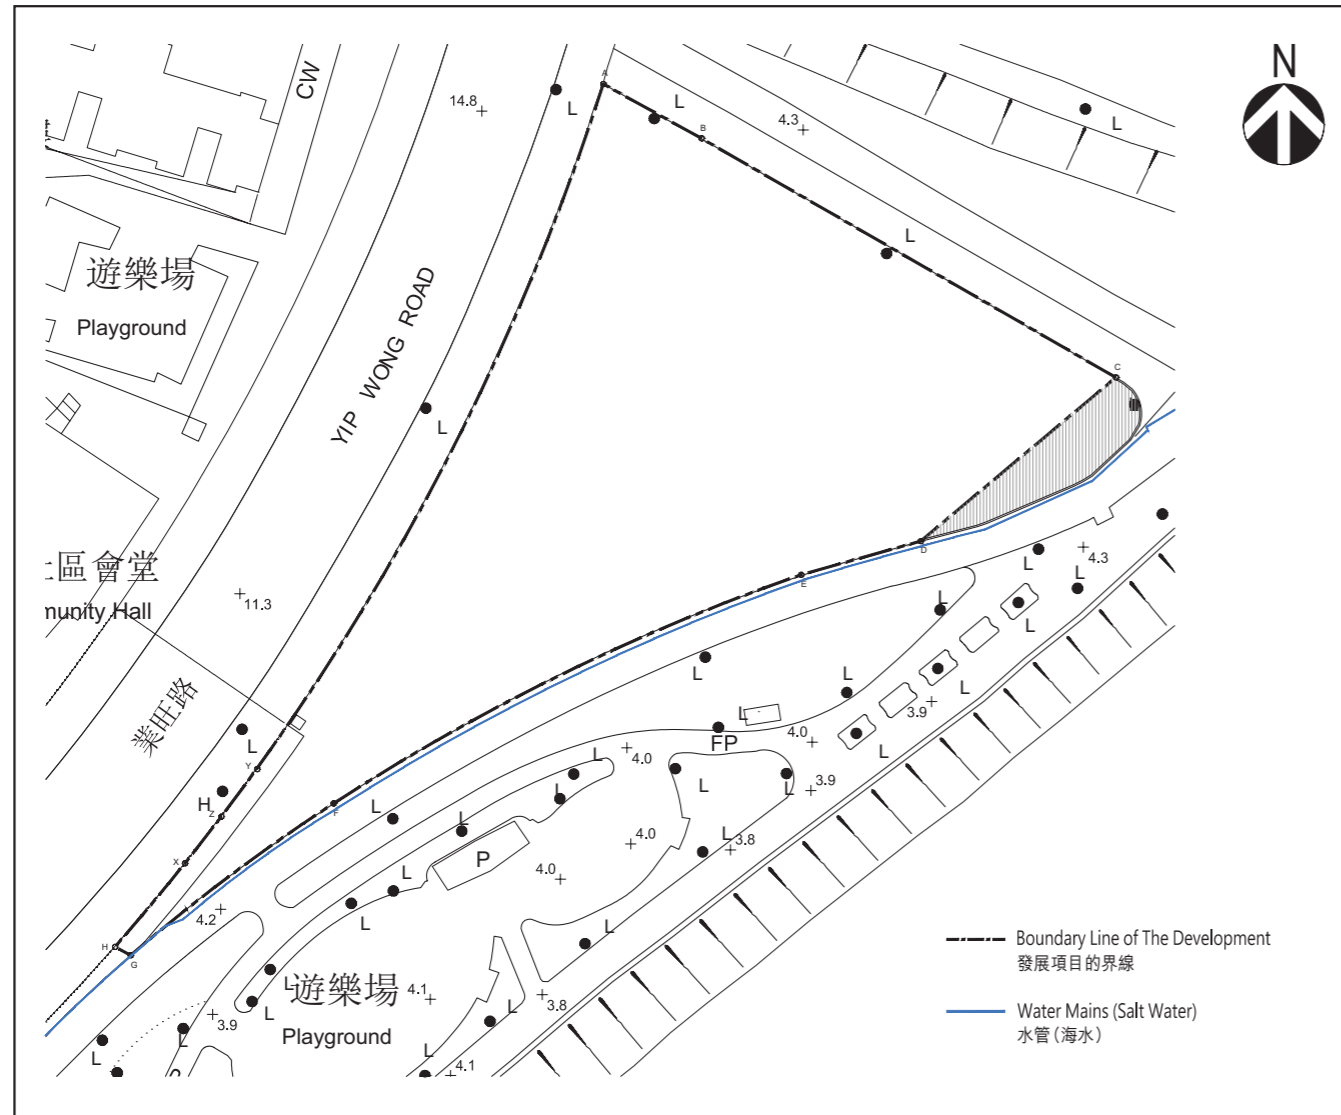 N
CW
A
L
L
14.8
B
4.3
L
L
遊樂場
Playground
YIP WONG ROAD
C
L
區會堂
munity Hall
11.3
D
E
L
4.3
L
L
L
L
業旺路
L
L
L
3.9
L
FP
4.0
4.0
L
Y
L
H
Z
F
L
L
L
L
3.9
L
3.8
4.0
P
X
L
4.0
L
4.2
H
G
L
L
遊樂場
Playground
4.1
3.8
L
3.9
L
L
L
4.1
Boundary Line of The Development
發展項目的界線
Water Mains (Salt Water)
水管(海水)